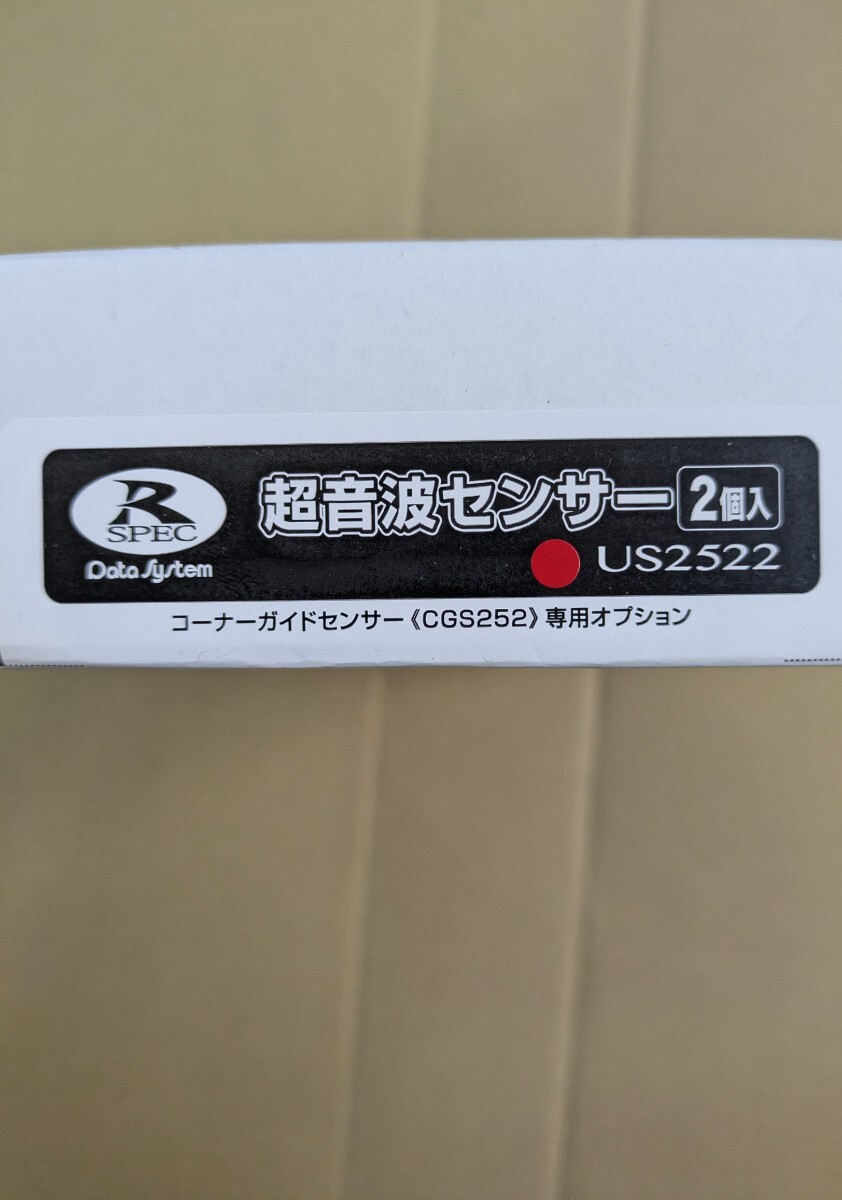 R
SPEC
Data System
超音波センサー 2個入
US2522
コーナーガイドセンサー《CGS252》専用オプション